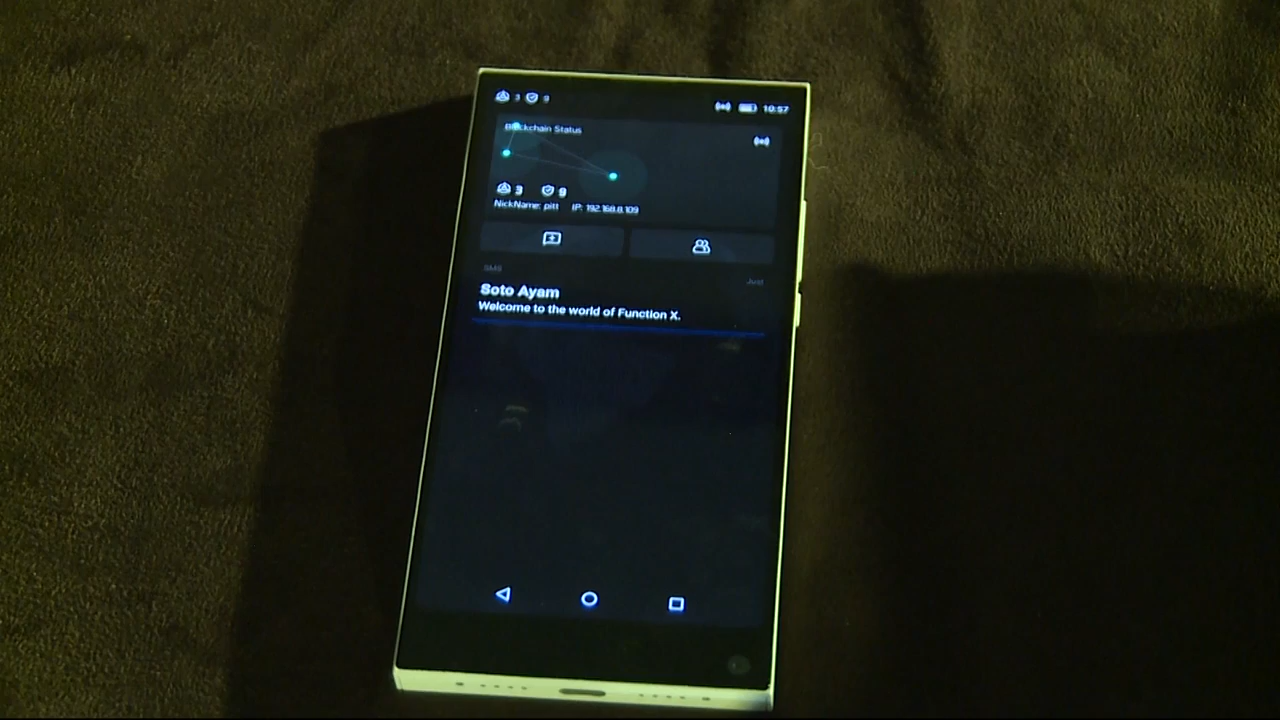 3 9 10:57
Blockchain Status
3 9
NickName: pitt IP: 192.168.8.109
SMS Just
Soto Ayam
Welcome to the world of Function X.